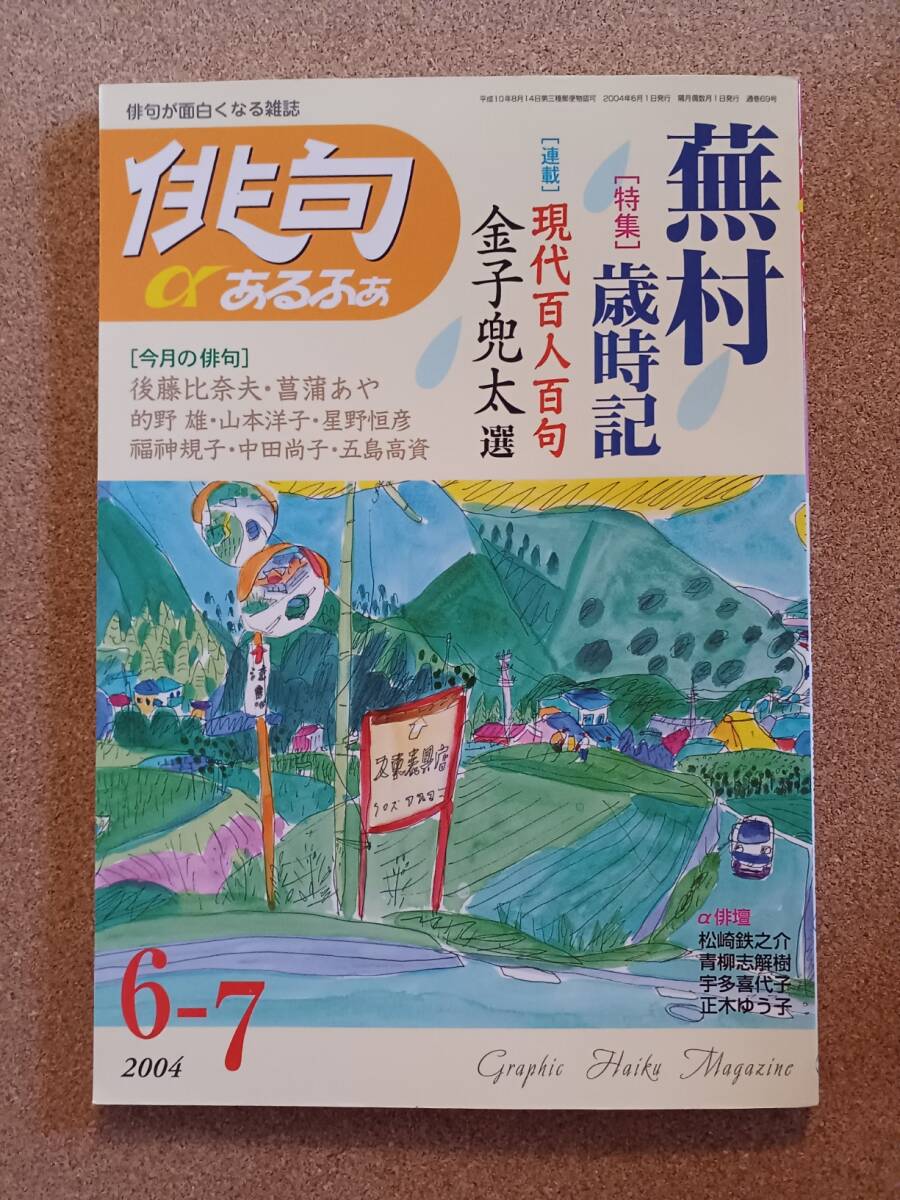 俳句が面白くなる雑誌
平成10年8月14日第三種郵便物認可 2004年6月1日発行 隔月偶数月1日発行 通巻69号
俳句
αあるふぁ
蕪村
[特集]歳時記
[連載]現代百人百句
金子兜太選
[今月の俳句]
後藤比奈夫・菖蒲あや
的野 雄・山本洋子・星野恒彦
福神規子・中田尚子・五島高資
α俳壇
松崎鉄之介
青柳志解樹
宇多喜代子
正木ゆう子
6-7
2004
Graphic Haiku Magazine